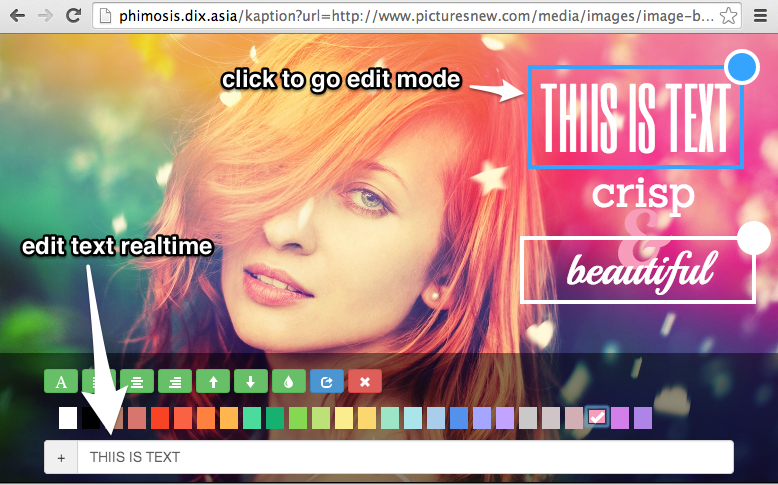 phimosis.dix.asia/kaption?url=http://www.picturesnew.com/media/images/image-b...
click to go edit mode
THIIS IS TEXT
crisp
&
beautiful
edit text realtime
A
+ THIIS IS TEXT